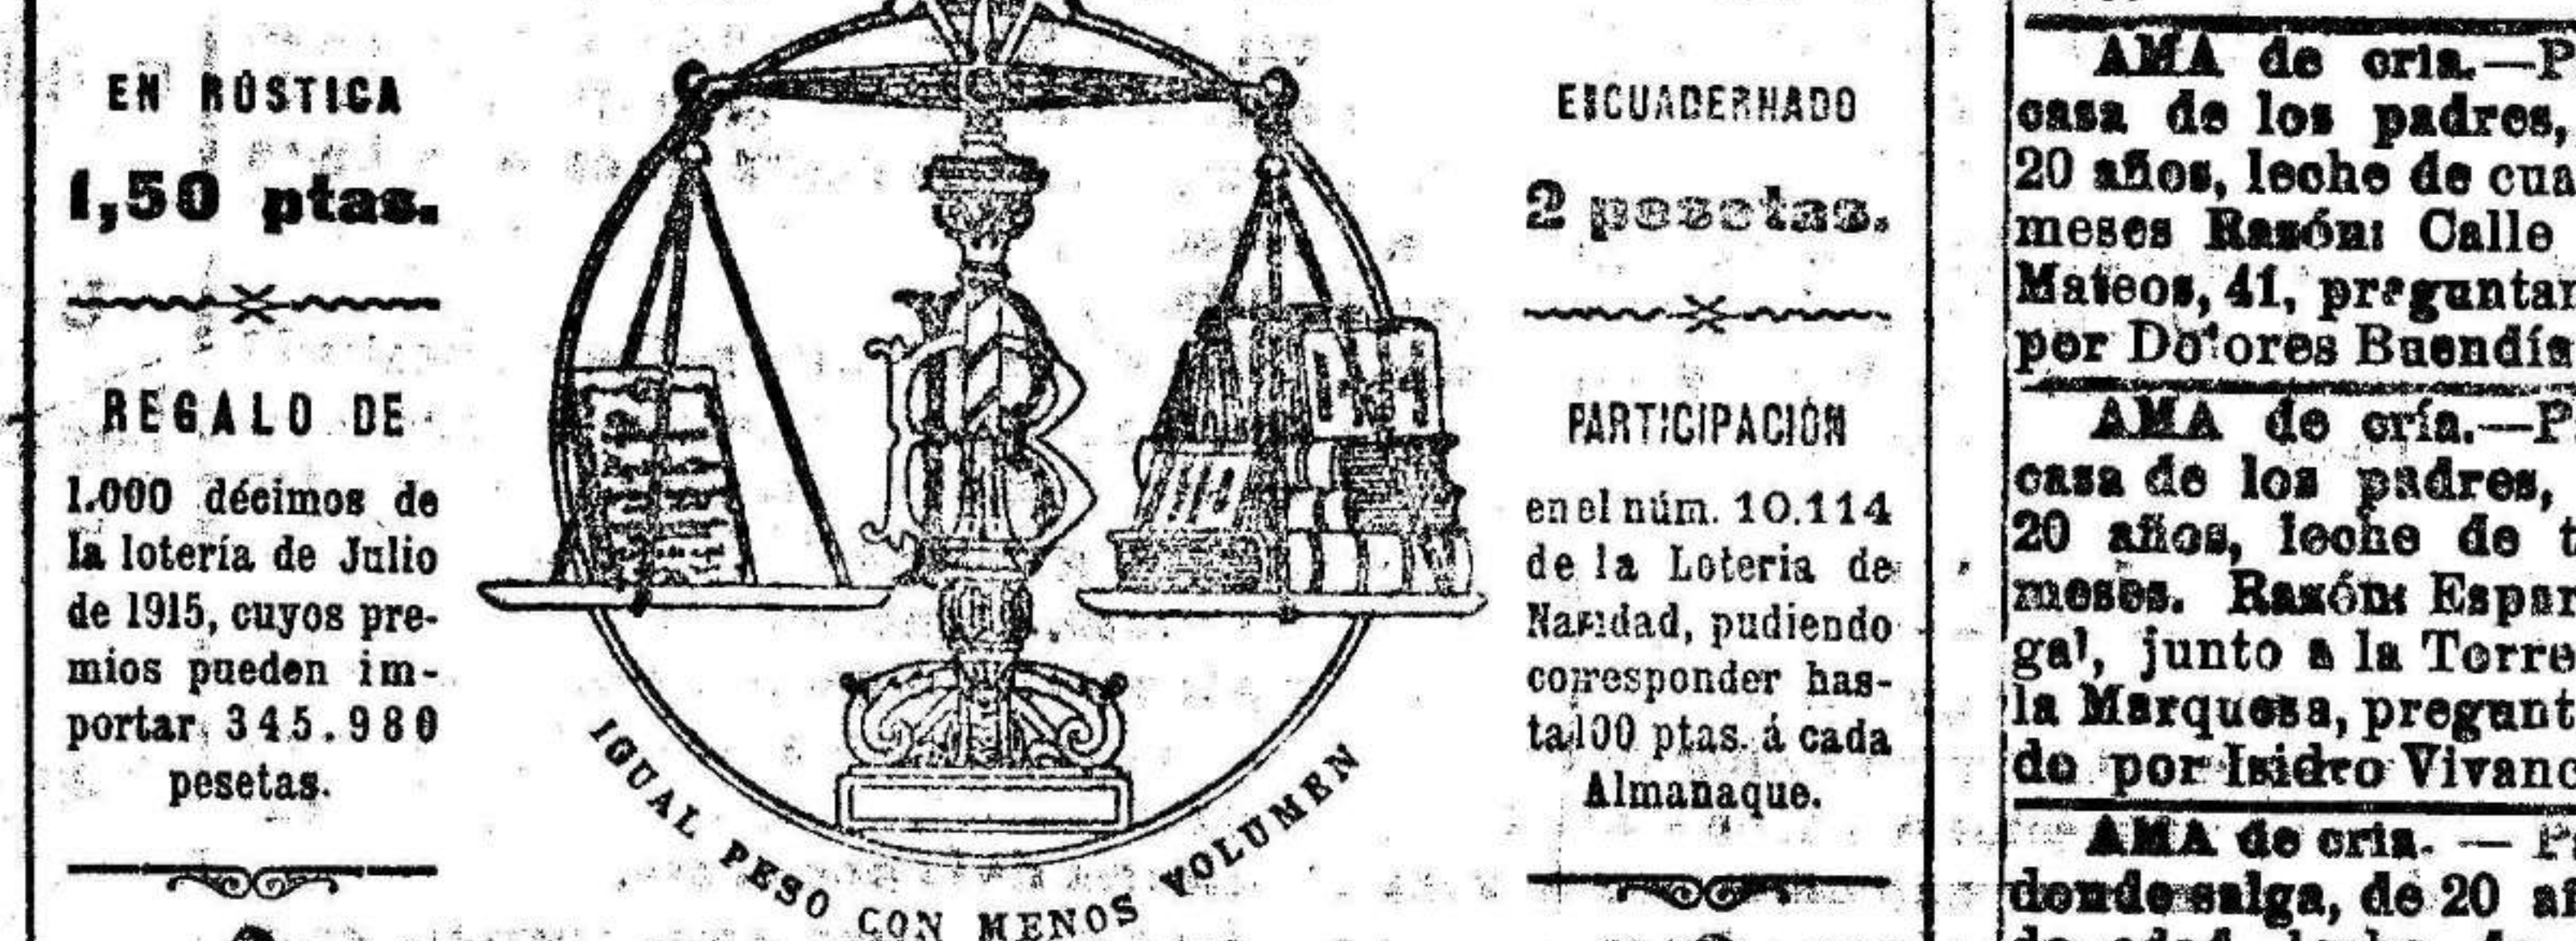 EN RÚSTICA
1,50 ptas.
REGALO DE
1.000 décimos de
la lotería de Julio
de 1915, cuyos pre-
mios pueden im-
portar 345.980
pesetas.
IGUAL PESO CON MENOS VOLUMEN
ENCUADERNADO
2 pesetas.
PARTICIPACIÓN
en el núm. 10.114
de la Loteria de
Navidad, pudiendo
corresponder has-
ta 100 ptas. á cada
Almanaque.
AMA de cria.—P
casa de los padres,
20 años, leche de cua
meses Razón: Calle
Mateos, 41, preguntar
por Dolores Buendía
AMA de cría.—P
casa de los padres,
20 años, leche de t
meses. Razón: Espar
gal, junto a la Torre
la Marquesa, pregunt
do por Isidro Vivanc
AMA de cria. — P
donde salga, de 20 añ